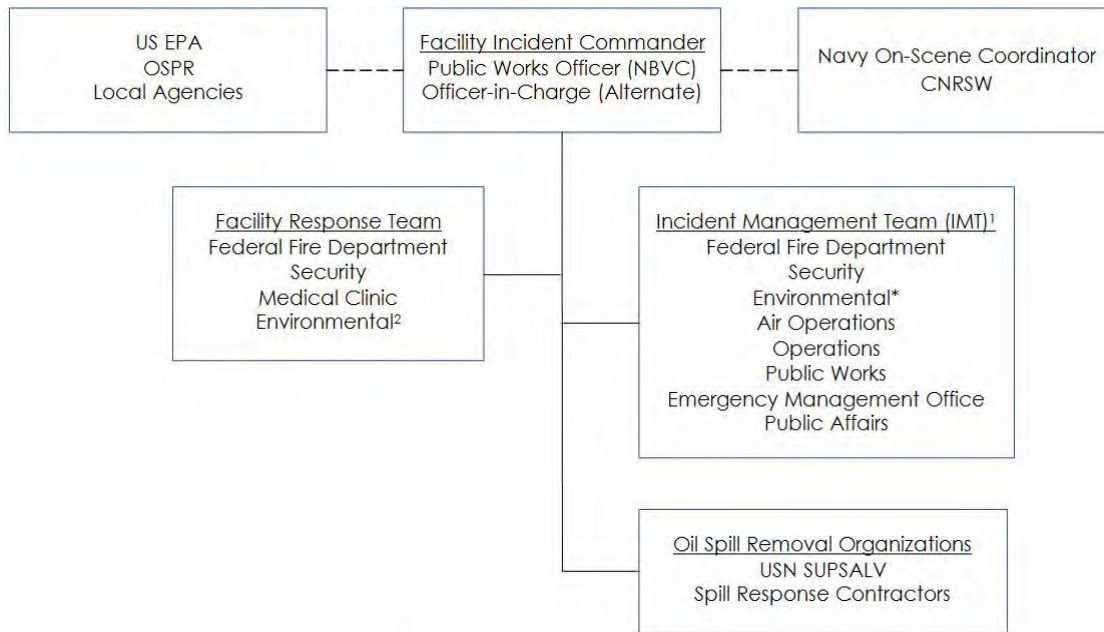 US EPA
OSPR
Local Agencies
Facility Incident Commander
Public Works Officer (NBVC)
Officer-in-Charge (Alternate)
Navy On-Scene Coordinator
CNRSW
Facility Response Team
Federal Fire Department
Security
Medical Clinic
Environmental²
Incident Management Team (IMT)¹
Federal Fire Department
Security
Environmental*
Air Operations
Operations
Public Works
Emergency Management Office
Public Affairs
Oil Spill Removal Organizations
USN SUPSALV
Spill Response Contractors